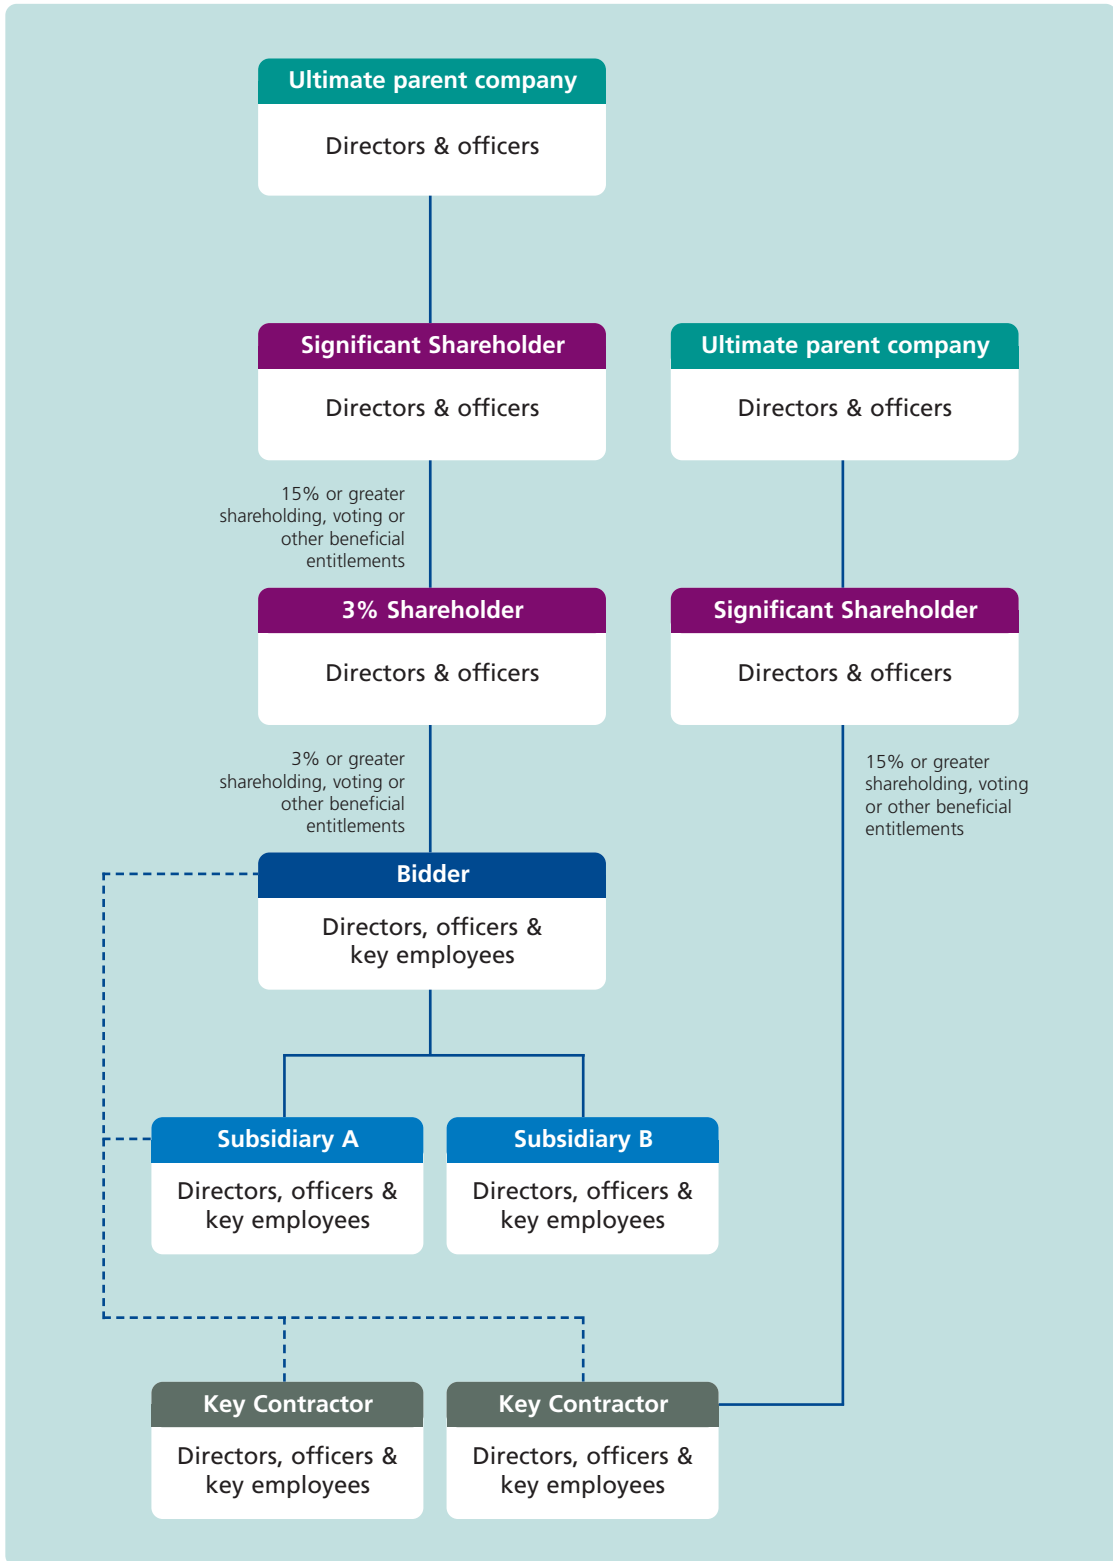 Ultimate parent company
Directors & officers
Significant Shareholder
Directors & officers
Ultimate parent company
Directors & officers
15% or greater
shareholding, voting or
other beneficial
entitlements
3% Shareholder
Directors & officers
Significant Shareholder
Directors & officers
3% or greater
shareholding, voting or
other beneficial
entitlements
15% or greater
shareholding, voting
or other beneficial
entitlements
Bidder
Directors, officers &
key employees
Subsidiary A
Directors, officers &
key employees
Subsidiary B
Directors, officers &
key employees
Key Contractor
Directors, officers &
key employees
Key Contractor
Directors, officers &
key employees